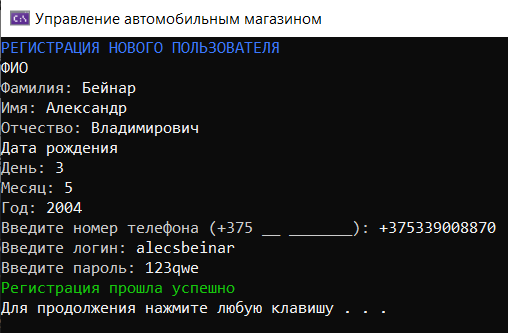 Управление автомобильным магазином
РЕГИСТРАЦИЯ НОВОГО ПОЛЬЗОВАТЕЛЯ
ФИО
Фамилия: Бейнар
Имя: Александр
Отчество: Владимирович
Дата рождения
День: 3
Месяц: 5
Год: 2004
Введите номер телефона (+375 __ _______): +375339008870
Введите логин: alecsbeinar
Введите пароль: 123qwe
Регистрация прошла успешно
Для продолжения нажмите любую клавишу . . .